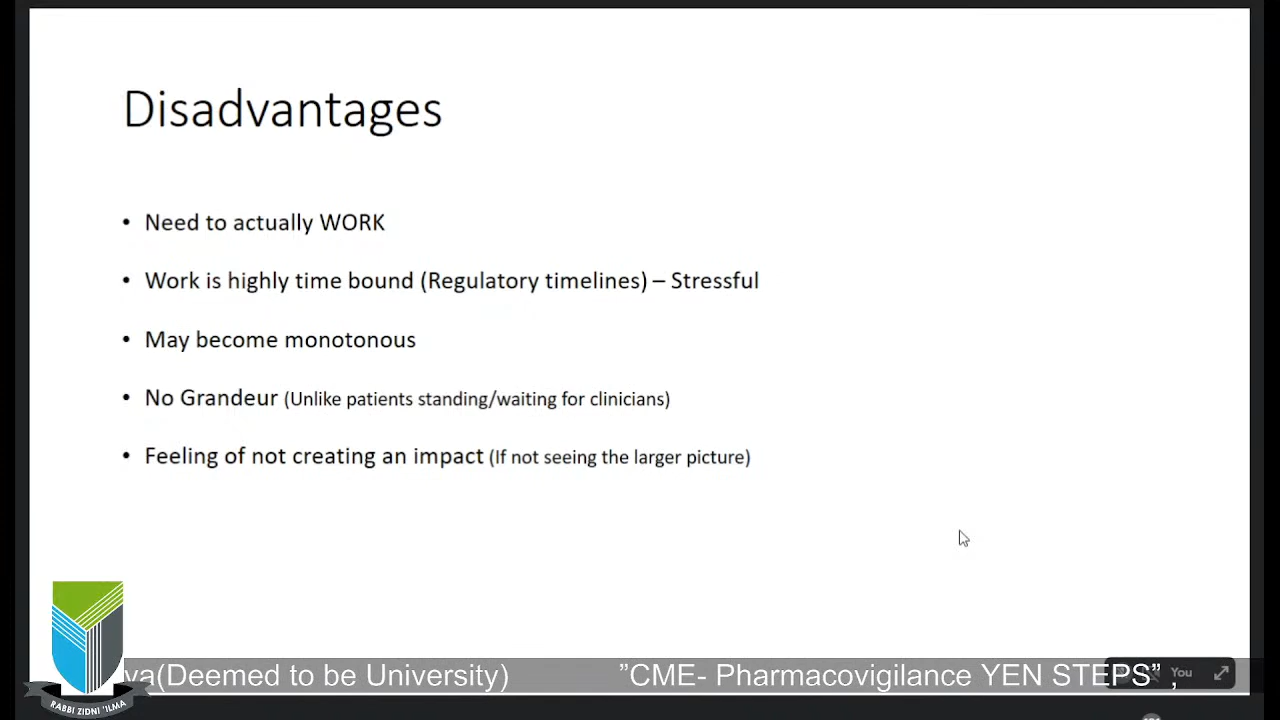 Disadvantages
• Need to actually WORK
• Work is highly time bound (Regulatory timelines) – Stressful
• May become monotonous
• No Grandeur (Unlike patients standing/waiting for clinicians)
• Feeling of not creating an impact (If not seeing the larger picture)
ya(Deemed to be University) ”CME- Pharmacovigilance YEN STEPS” ,
You
RABBI ZIDNI 'ILMA